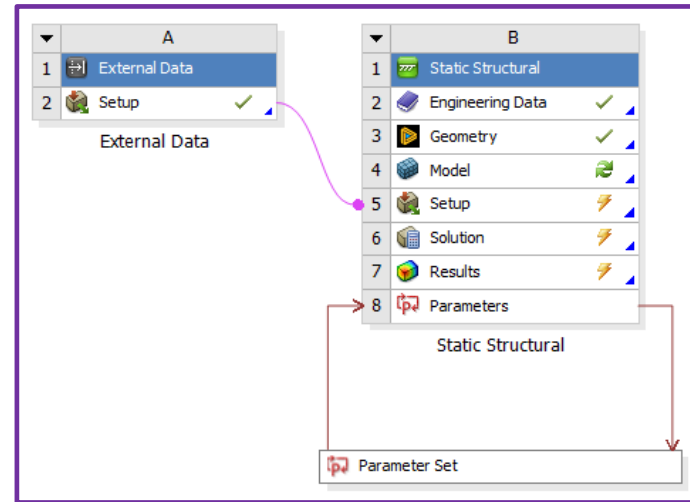 A
1 External Data
2 Setup
External Data
B
1 Static Structural
2 Engineering Data
3 Geometry
4 Model
5 Setup
6 Solution
7 Results
8 Parameters
Static Structural
Parameter Set